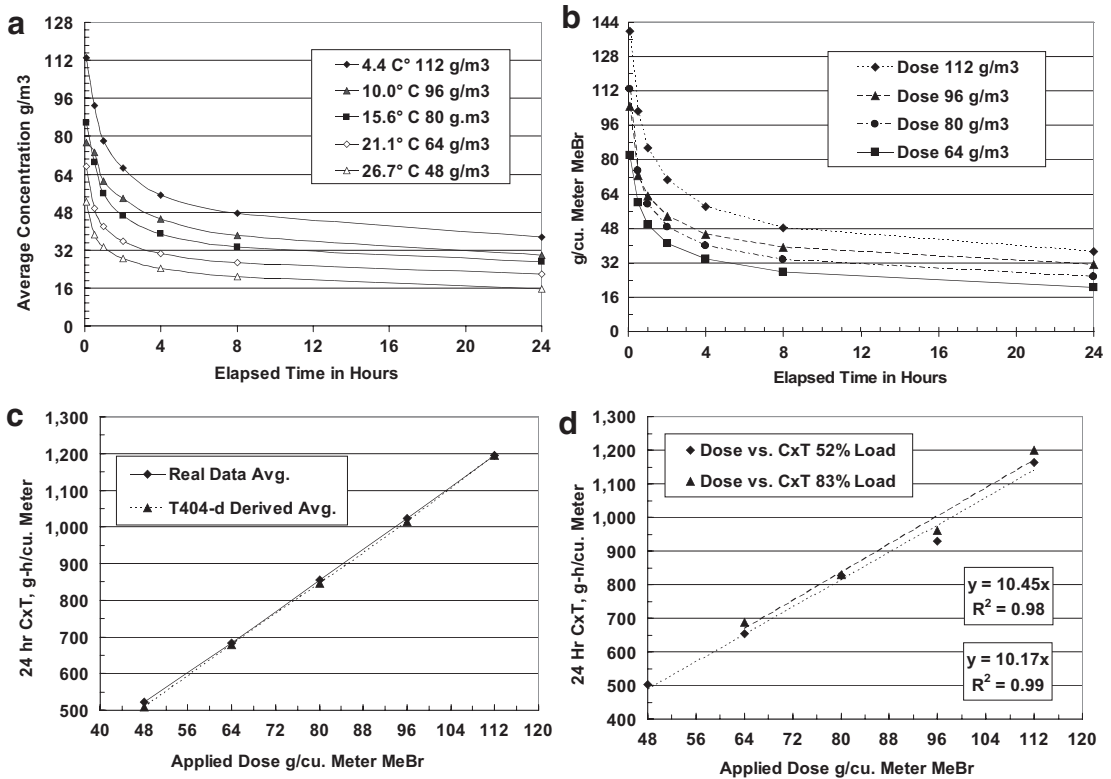 a
Average Concentration g/m3
128
112
96
80
64
48
32
16
0
4.4 C° 112 g/m3
10.0° C 96 g/m3
15.6° C 80 g.m3
21.1° C 64 g/m3
26.7° C 48 g/m3
0 4 8 12 16 20 24
Elapsed Time in Hours
b
g/cu. Meter MeBr
144
128
112
96
80
64
48
32
16
0
Dose 112 g/m3
Dose 96 g/m3
Dose 80 g/m3
Dose 64 g/m3
0 4 8 12 16 20 24
Elapsed Time in Hours
c
24 hr CxT, g-h/cu. Meter
1,300
1,200
1,100
1,000
900
800
700
600
500
Real Data Avg.
T404-d Derived Avg.
40 48 56 64 72 80 88 96 104 112 120
Applied Dose g/cu. Meter MeBr
d
24 Hr CxT, g-h/cu. Meter
1,300
1,200
1,100
1,000
900
800
700
600
500
400
Dose vs. CxT 52% Load
Dose vs. CxT 83% Load
y = 10.45x
R² = 0.98
y = 10.17x
R² = 0.99
48 56 64 72 80 88 96 104 112 120
Applied Dose g/cu. Meter MeBr